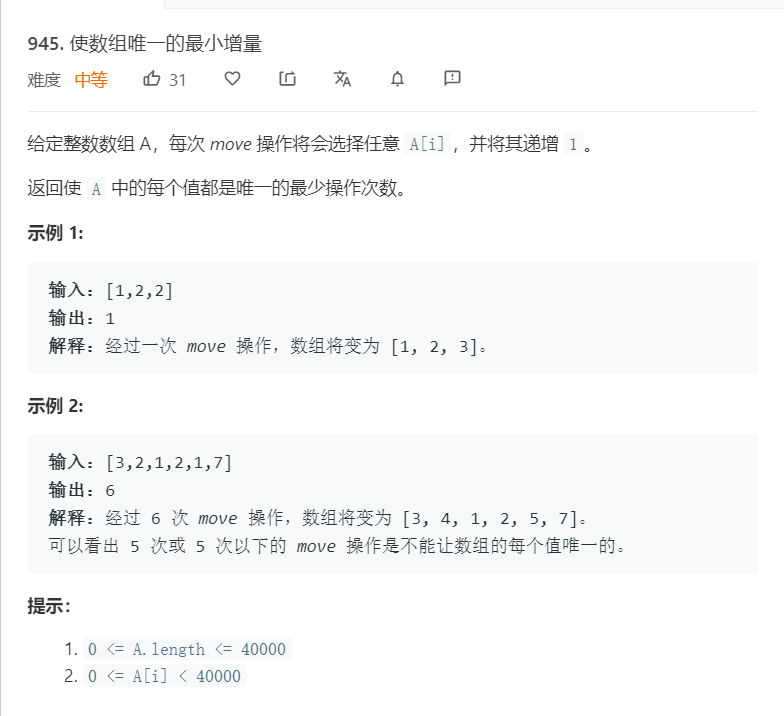 945. 使数组唯一的最小增量
难度 中等 31
给定整数数组 A，每次 move 操作将会选择任意 A[i]，并将其递增 1。
返回使 A 中的每个值都是唯一的最少操作次数。
示例 1:
输入：[1,2,2]
输出：1
解释：经过一次 move 操作，数组将变为 [1, 2, 3]。
示例 2:
输入：[3,2,1,2,1,7]
输出：6
解释：经过 6 次 move 操作，数组将变为 [3, 4, 1, 2, 5, 7]。
可以看出 5 次或 5 次以下的 move 操作是不能让数组的每个值唯一的。
提示：
1. 0 <= A.length <= 40000
2. 0 <= A[i] < 40000